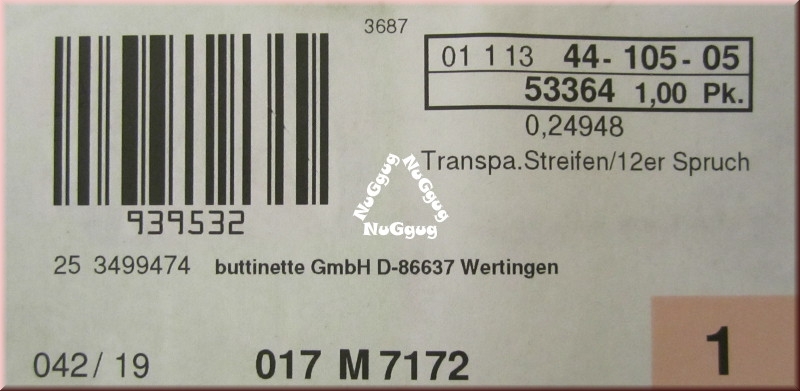 3687
01 1 13 44- 105- 05
53364 1,00 Pk.
0,24948
Transpa.Streifen/12er Spruch
939532
NuGgug NuGgug
NuGgug
25 3499474 buttinette GmbH D-86637 Wertingen
042/ 19 017 M 7172 1